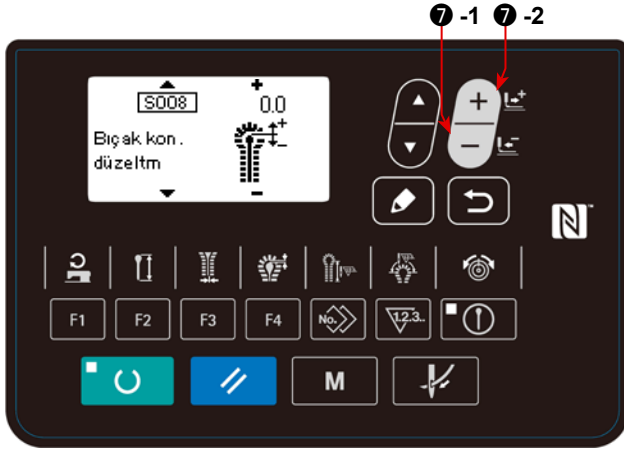 ❼ -1 ❼ -2
S008 + 0.0
Bıçak kon.
düzeltm
+
−
−
+
−
F1 F2 F3 F4 No. 1.2.3..
M
N